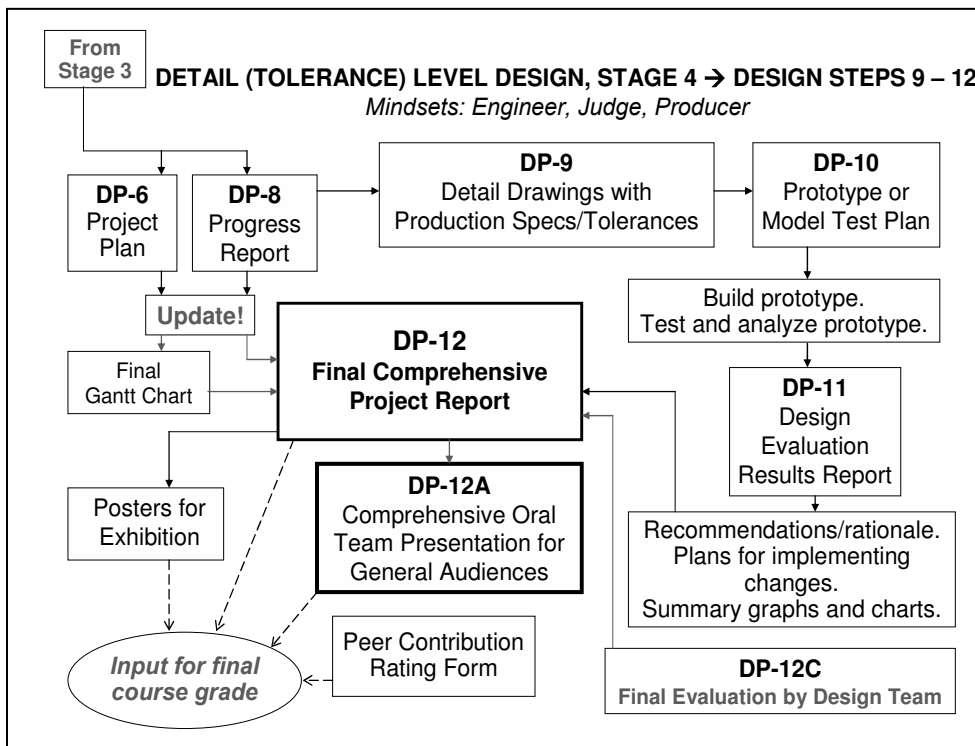 From
Stage 3
DETAIL (TOLERANCE) LEVEL DESIGN, STAGE 4 → DESIGN STEPS 9 – 12
Mindsets: Engineer, Judge, Producer
DP-6
Project
Plan
DP-8
Progress
Report
DP-9
Detail Drawings with
Production Specs/Tolerances
DP-10
Prototype or
Model Test Plan
Build prototype.
Test and analyze prototype.
Update!
Final
Gantt Chart
DP-12
Final Comprehensive
Project Report
DP-11
Design
Evaluation
Results Report
Posters for
Exhibition
DP-12A
Comprehensive Oral
Team Presentation for
General Audiences
Recommendations/rationale.
Plans for implementing
changes.
Summary graphs and charts.
Input for final
course grade
Peer Contribution
Rating Form
DP-12C
Final Evaluation by Design Team